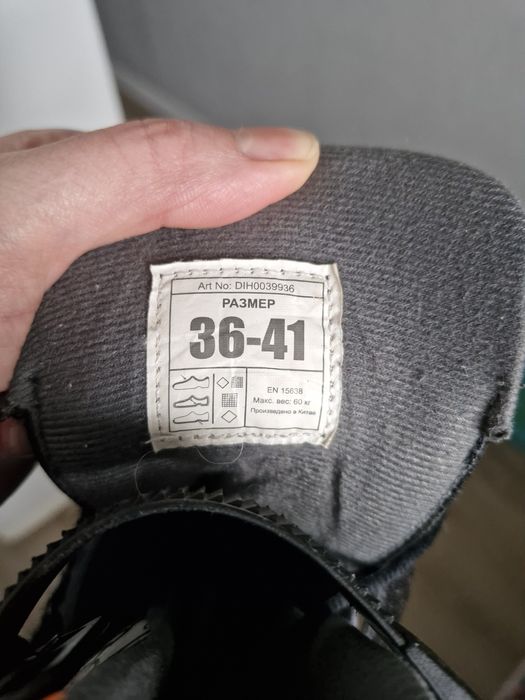 Art No: DIH0039936
РАЗМЕР
36-41
EN 15638
Макс. вес: 60 кг
Произведено в Китае